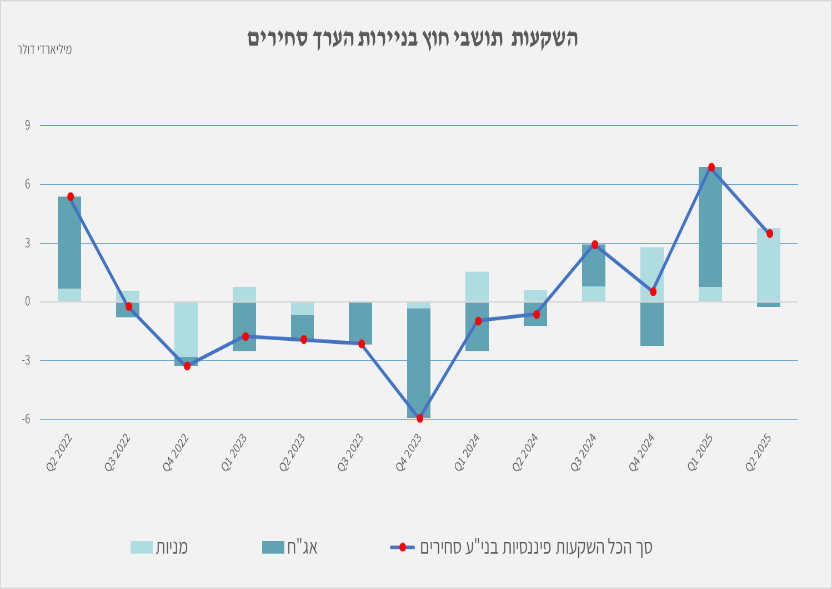 השקעות תושבי חוץ בניירות הערך סחירים
מיליארדי דולר
9
6
3
0
-3
-6
Q2 2022
Q3 2022
Q4 2022
Q1 2023
Q2 2023
Q3 2023
Q4 2023
Q1 2024
Q2 2024
Q3 2024
Q4 2024
Q1 2025
Q2 2025
מניות
אג"ח
סך הכל השקעות פיננסיות בני"ע סחירים